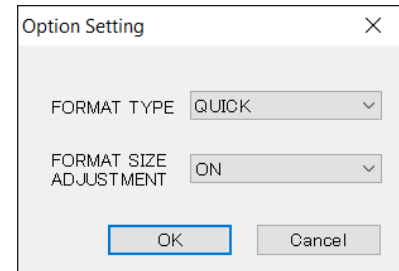 Option Setting
FORMAT TYPE QUICK
FORMAT SIZE
ADJUSTMENT ON
OK Cancel